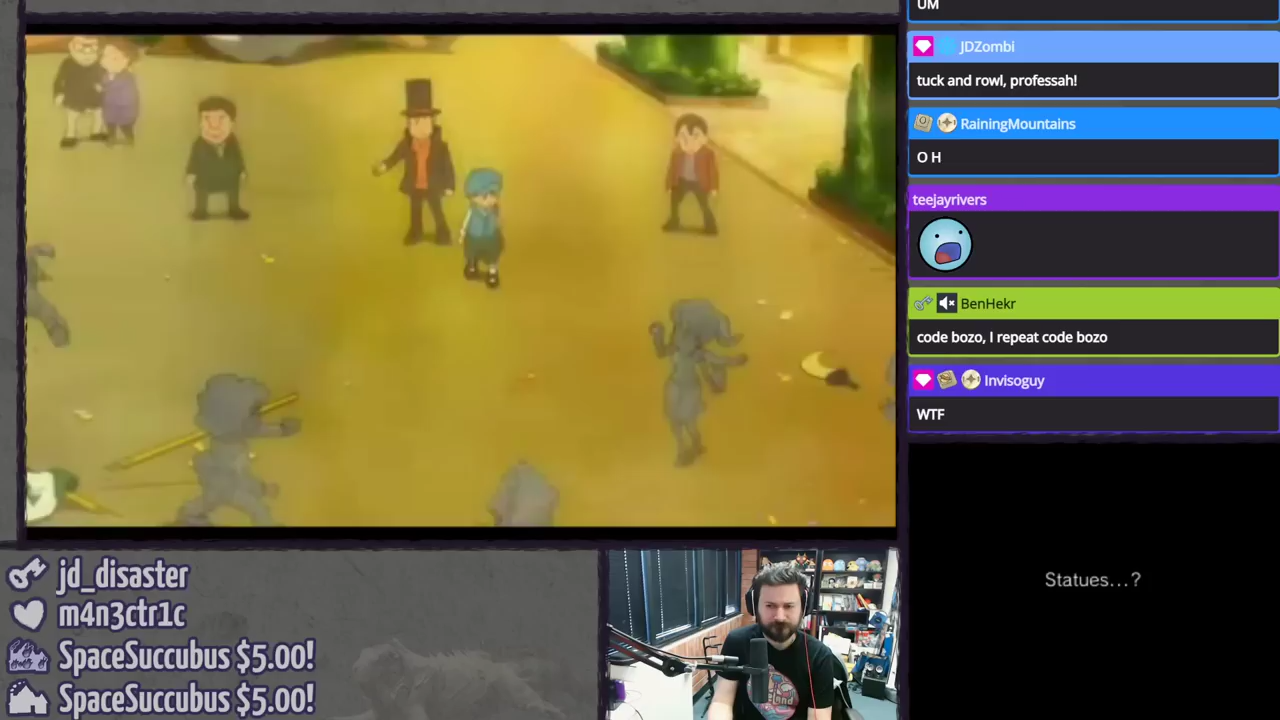 UM
JDZombi
tuck and rowl, professah!
RainingMountains
O H
teejayrivers
BenHekr
code bozo, I repeat code bozo
Invisoguy
WTF
Statues...?
jd_disaster
m4n3ctr1c
SpaceSuccubus $5.00!
SpaceSuccubus $5.00!